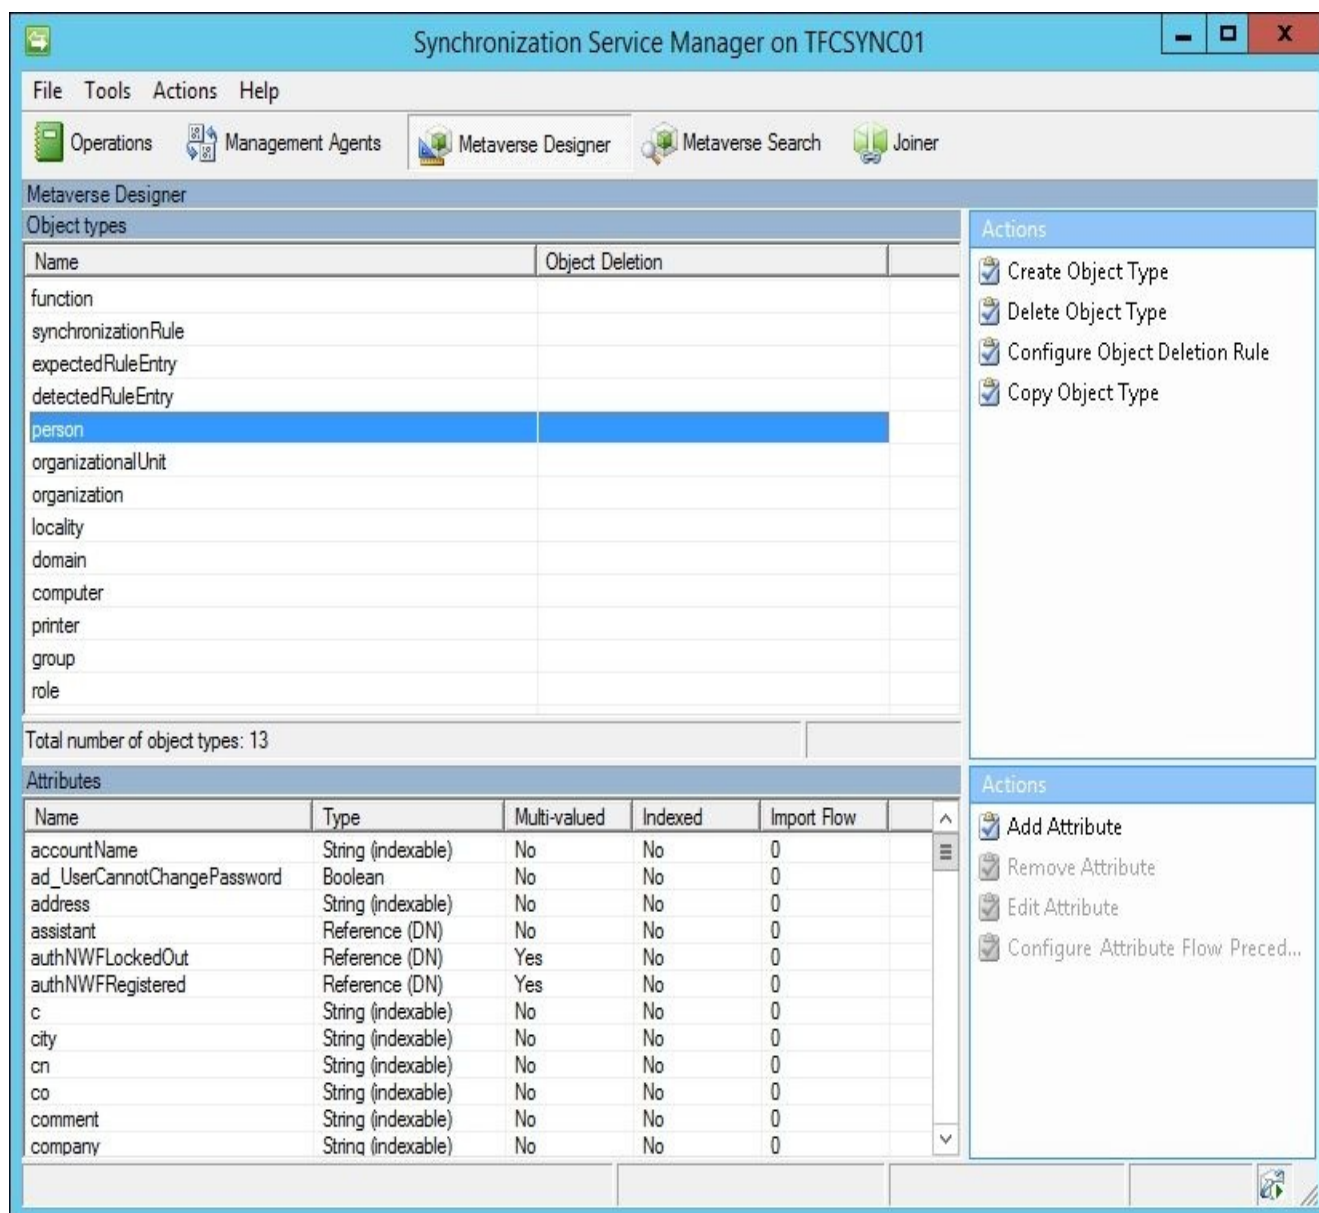 Synchronization Service Manager on TFCSYNC01
File Tools Actions Help
Operations Management Agents Metaverse Designer Metaverse Search Joiner
Metaverse Designer
Object types
Name Object Deletion
function
synchronizationRule
expectedRuleEntry
detectedRuleEntry
person
organizationalUnit
organization
locality
domain
computer
printer
group
role
Total number of object types: 13
Actions
Create Object Type
Delete Object Type
Configure Object Deletion Rule
Copy Object Type
Attributes
Name Type Multi-valued Indexed Import Flow
accountName String (indexable) No No 0
ad_UserCannotChangePassword Boolean No No 0
address String (indexable) No No 0
assistant Reference (DN) No No 0
authNWFLockedOut Reference (DN) Yes No 0
authNWFRegistered Reference (DN) Yes No 0
c String (indexable) No No 0
city String (indexable) No No 0
cn String (indexable) No No 0
co String (indexable) No No 0
comment String (indexable) No No 0
company String (indexable) No No 0
Actions
Add Attribute
Remove Attribute
Edit Attribute
Configure Attribute Flow Preced...